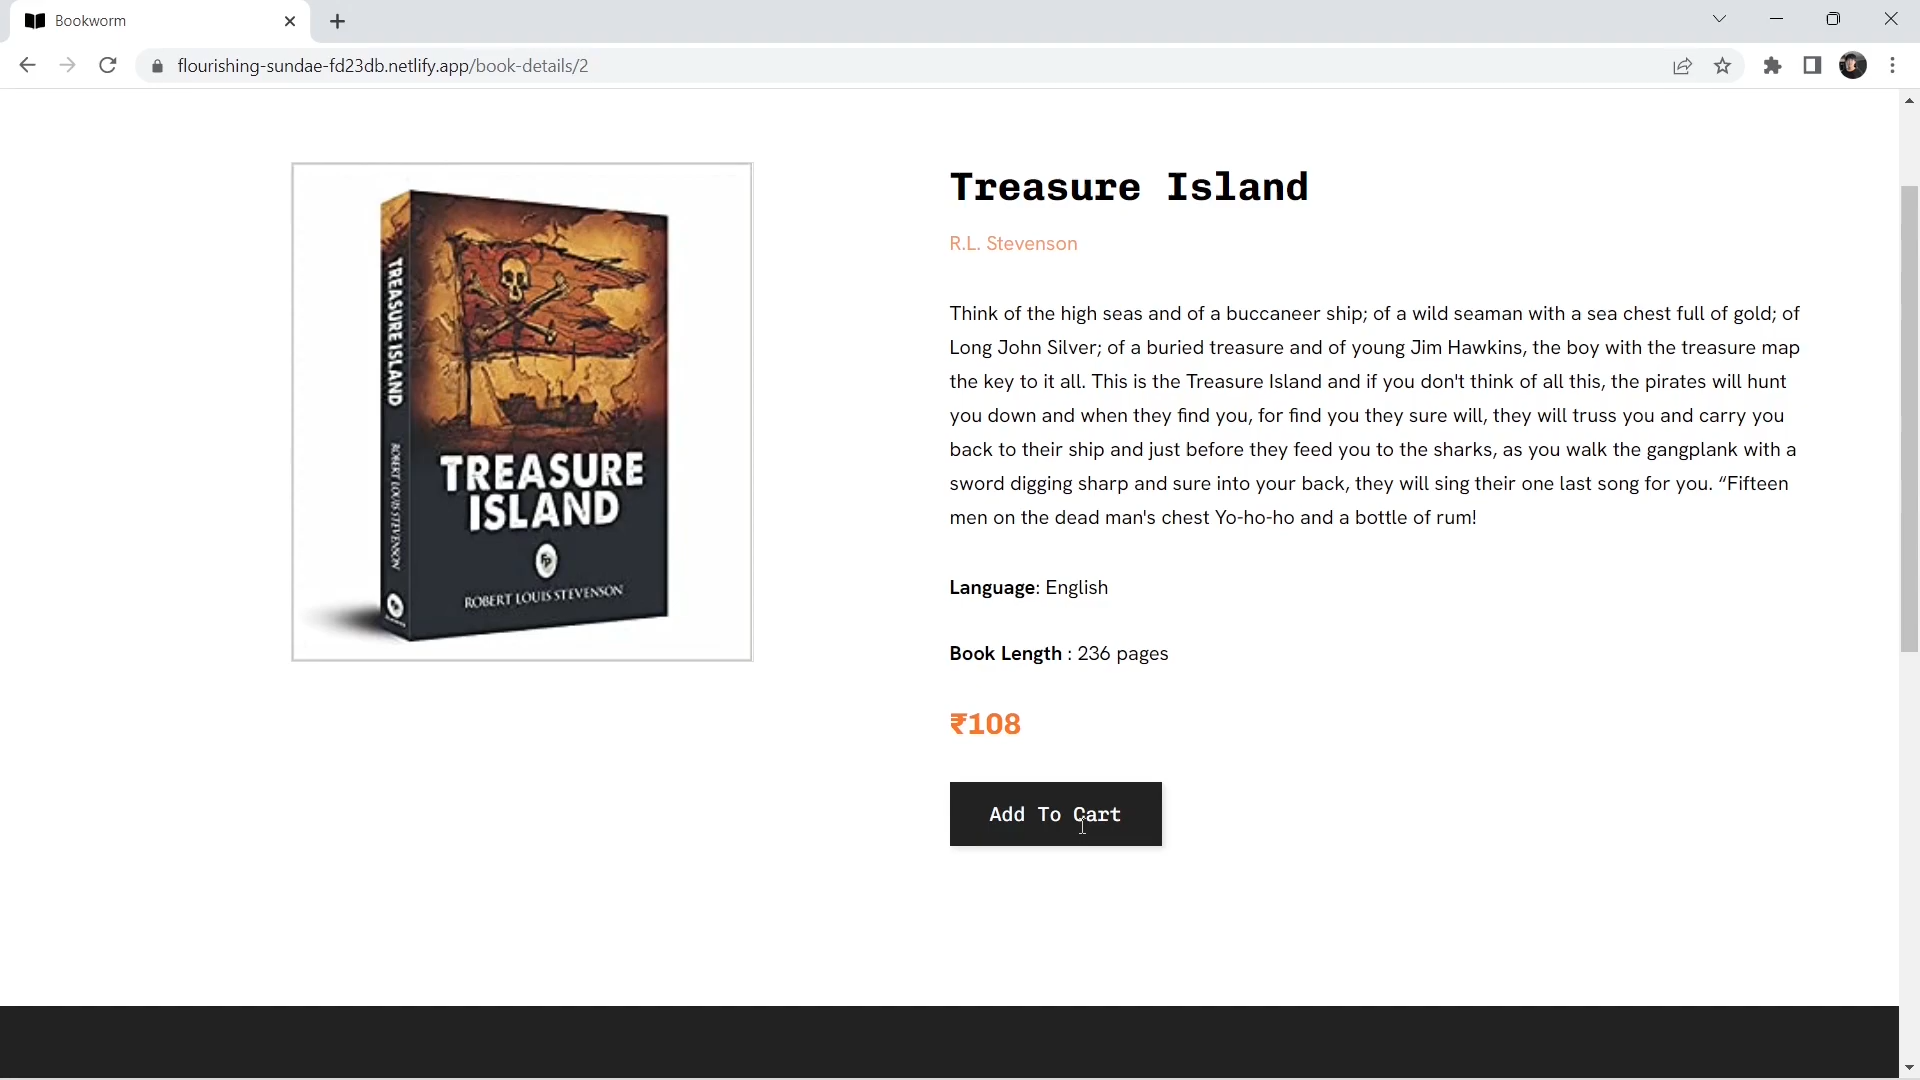 Bookworm
flourishing-sundae-fd23db.netlify.app/book-details/2
TREASURE ISLAND
ROBERT LOUIS STEVENSON
TREASURE
ISLAND
FP
ROBERT LOUIS STEVENSON
Treasure Island
R.L. Stevenson
Think of the high seas and of a buccaneer ship; of a wild seaman with a sea chest full of gold; of
Long John Silver; of a buried treasure and of young Jim Hawkins, the boy with the treasure map
the key to it all. This is the Treasure Island and if you don't think of all this, the pirates will hunt
you down and when they find you, for find you they sure will, they will truss you and carry you
back to their ship and just before they feed you to the sharks, as you walk the gangplank with a
sword digging sharp and sure into your back, they will sing their one last song for you. “Fifteen
men on the dead man's chest Yo-ho-ho and a bottle of rum!
Language: English
Book Length : 236 pages
₹108
Add To Cart